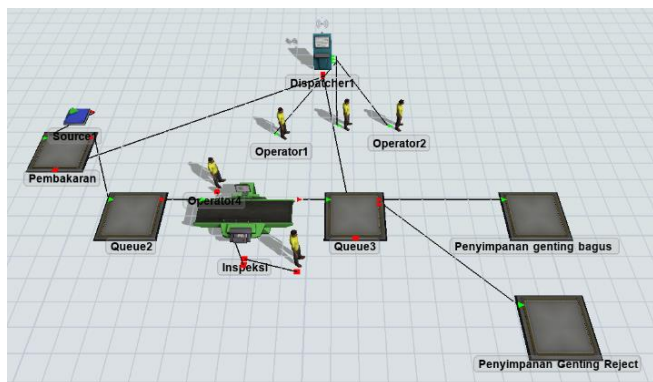 Dispatcher1
Source1
Operator1
Operator2
Pembakaran
Operator4
Queue2
Inspeksi
Queue3
Penyimpanan genting bagus
Penyimpanan Genting Reject